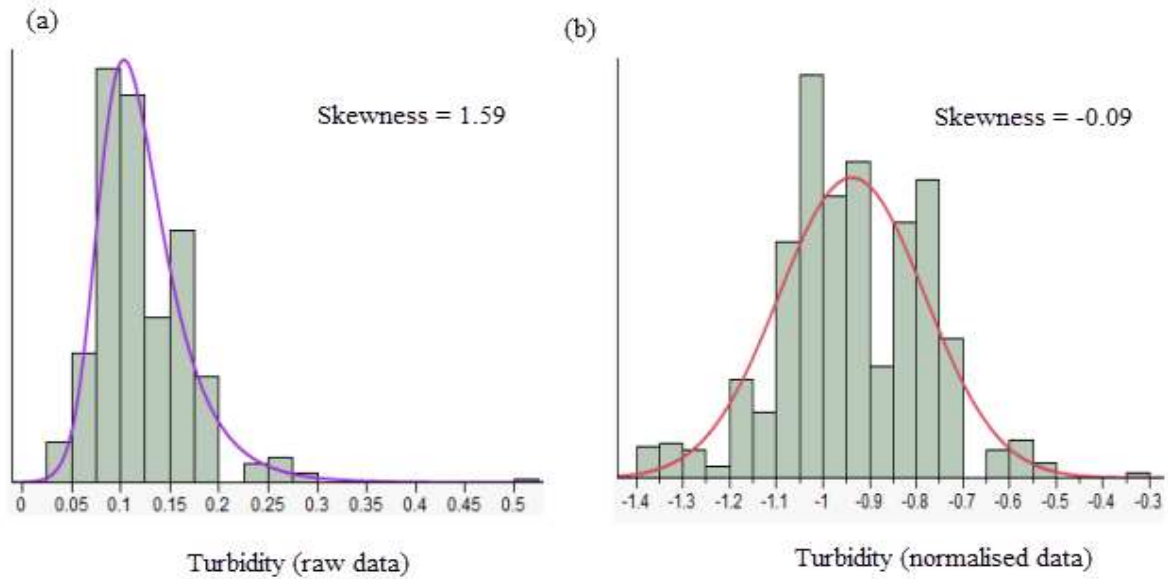 (a)
Skewness = 1.59
0 0.05 0.1 0.15 0.2 0.25 0.3 0.35 0.4 0.45 0.5
Turbidity (raw data)
(b)
Skewness = -0.09
-1.4 -1.3 -1.2 -1.1 -1 -0.9 -0.8 -0.7 -0.6 -0.5 -0.4 -0.3
Turbidity (normalised data)